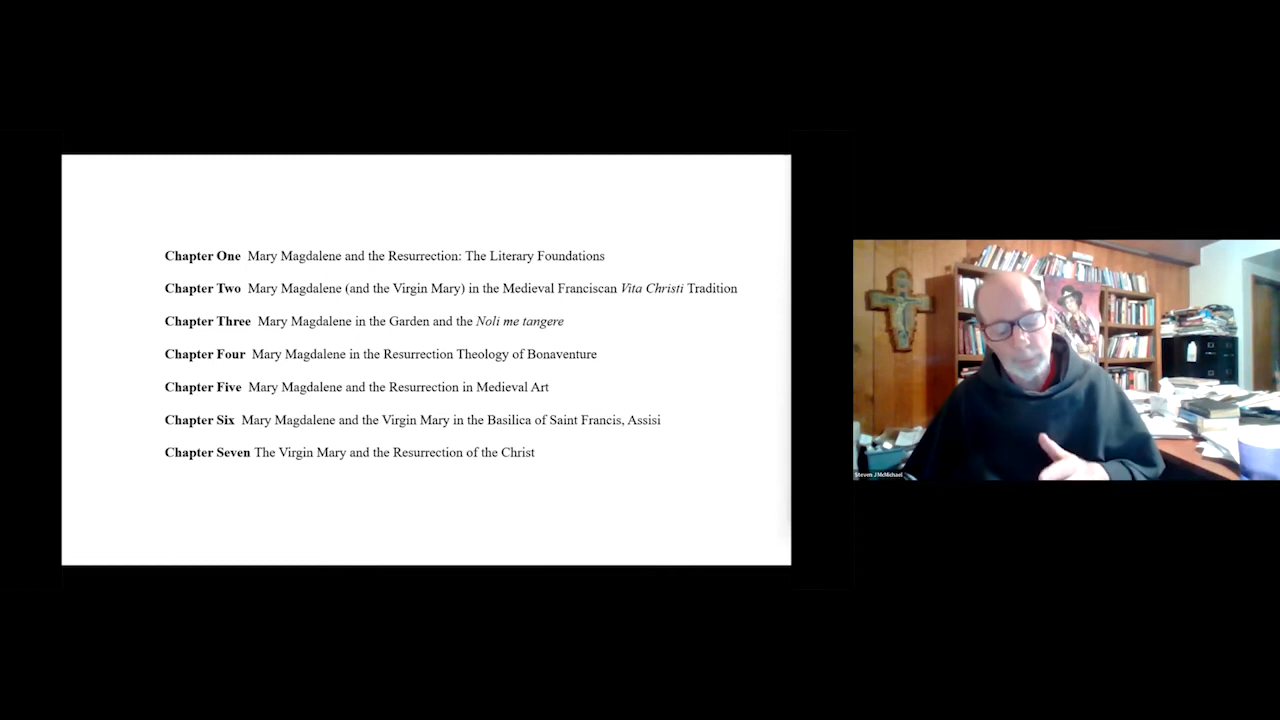 Chapter One Mary Magdalene and the Resurrection: The Literary Foundations
Chapter Two Mary Magdalene (and the Virgin Mary) in the Medieval Franciscan Vita Christi Tradition
Chapter Three Mary Magdalene in the Garden and the Noli me tangere
Chapter Four Mary Magdalene in the Resurrection Theology of Bonaventure
Chapter Five Mary Magdalene and the Resurrection in Medieval Art
Chapter Six Mary Magdalene and the Virgin Mary in the Basilica of Saint Francis, Assisi
Chapter Seven The Virgin Mary and the Resurrection of the Christ
Steven J McMichael